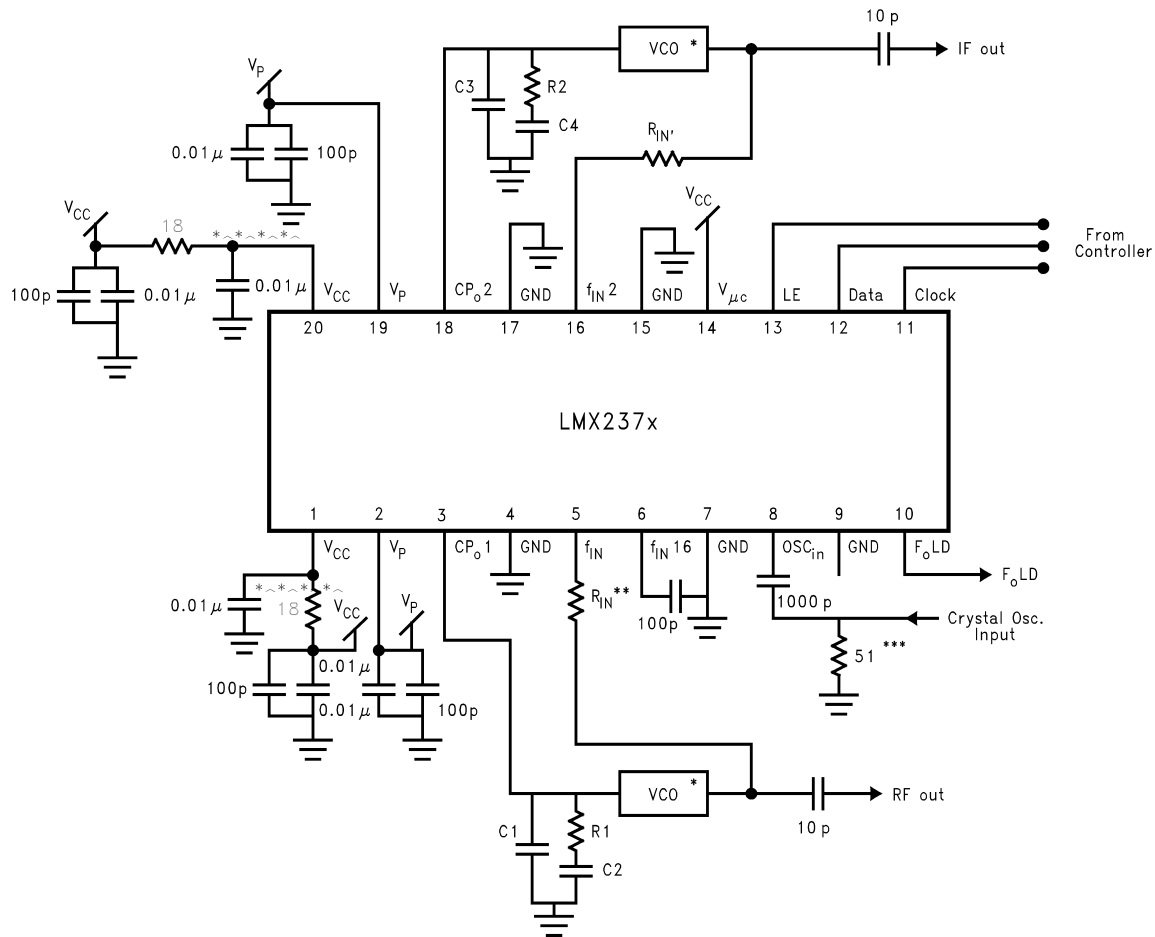 10 p
VCO *
IF out
V_P
C3
R2
C4
R_IN'
0.01 μ
100p
V_CC
V_CC
18
*^*^*^*^
From
Controller
100p
0.01 μ
0.01 μ
V_CC
V_P
CP_o 2
GND
f_IN 2
GND
V_μc
LE
Data
Clock
20
19
18
17
16
15
14
13
12
11
LMX237x
1
2
3
4
5
6
7
8
9
10
V_CC
V_P
CP_o 1
GND
f_IN
f_IN 16
GND
OSC_in
GND
F_oLD
F_oLD
*^*^*^*^
0.01 μ
18
V_CC
V_P
R_IN **
100p
1000 p
Crystal Osc.
Input
51 ***
0.01 μ
100p
0.01 μ
100p
VCO *
RF out
10 p
C1
R1
C2